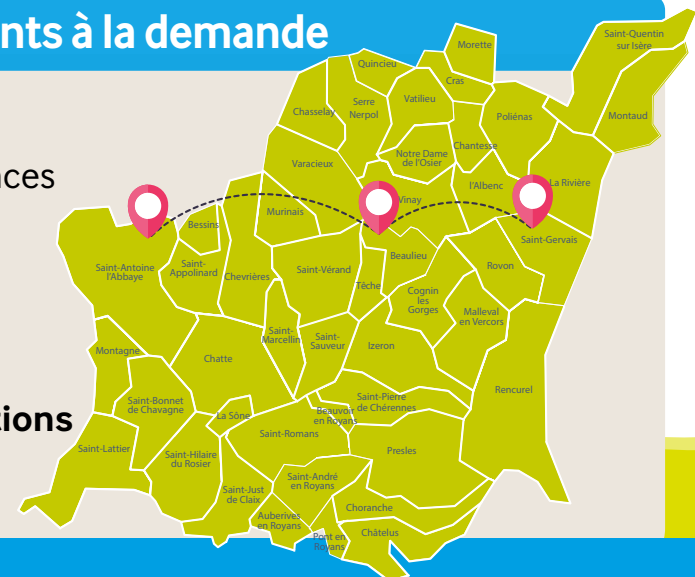 nts à la demande
nces
tions
Saint-Quentin
sur Isère
Morette
Quincieu
Cras
Serre
Nerpol
Vatilieu
Chasselay
Poliénas
Montaud
Chantesse
Notre Dame
de l'Osier
Varacieux
l'Albenc
La Rivière
Vinay
Murinais
Bessins
Saint-Gervais
Beaulieu
Rovon
Saint-Antoine
l'Abbaye
Saint-
Appolinard
Chevrières
Saint-Vérand
Têche
Cognin
les
Gorges
Malleval
en Vercors
Saint-
Marcellin
Saint-
Sauveur
Izeron
Montagne
Chatte
Rencurel
Saint-Bonnet
de Chavagne
La Sône
Beauvoir
en Royans
Saint-Pierre
de Chérennes
Saint-Romans
Saint-Lattier
Saint-Hilaire
du Rosier
Presles
Saint-André
en Royans
Saint-Just
de Claix
Choranche
Auberives
en Royans
Pont en
Royans
Châtelus